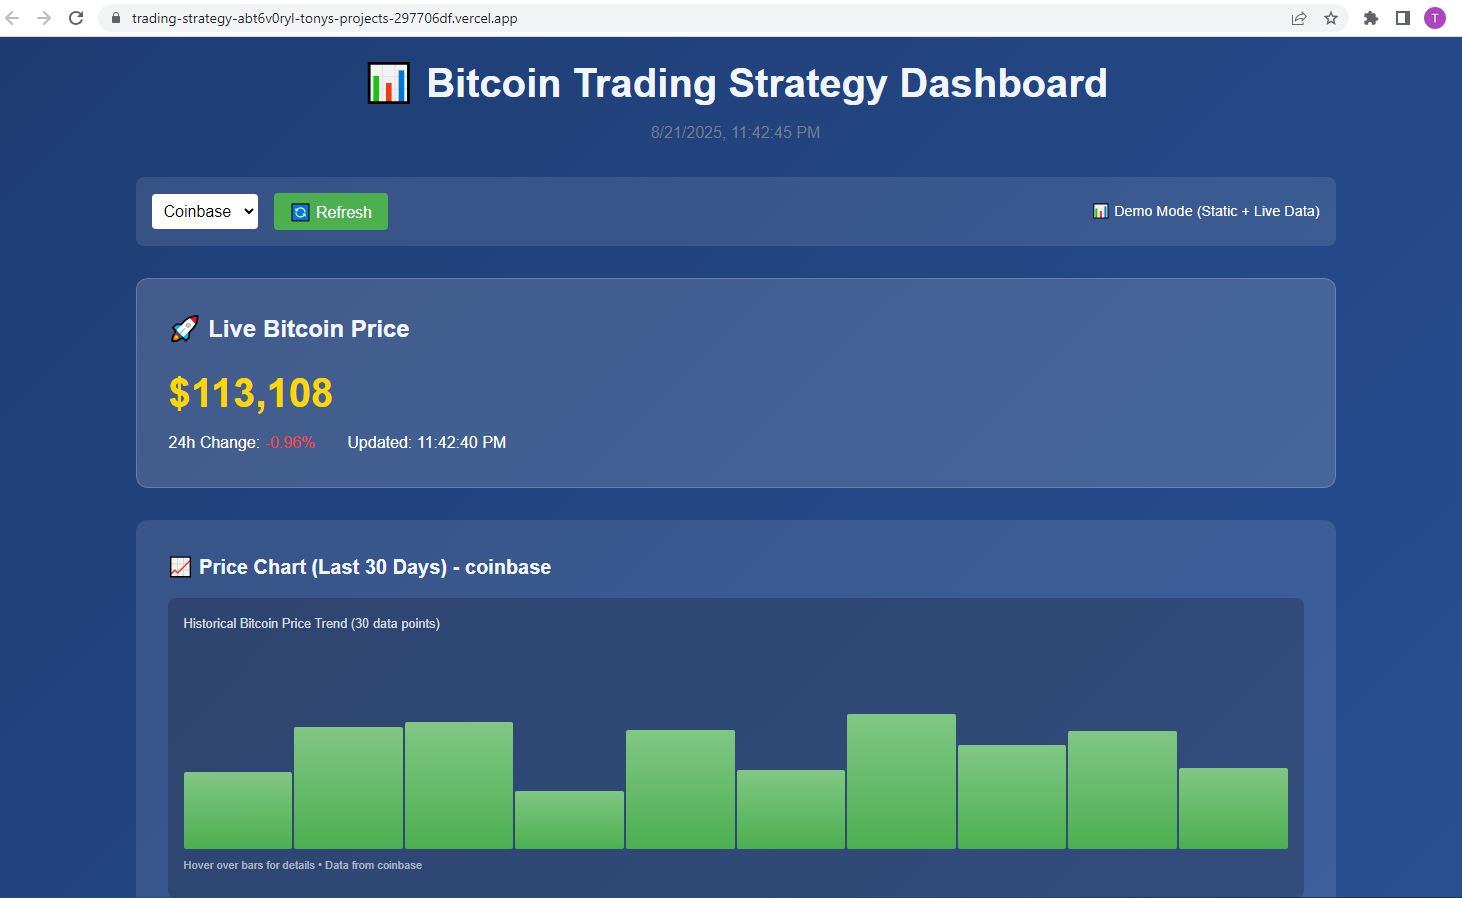 trading-strategy-abt6v0ryl-tonys-projects-297706df.vercel.app
T
Bitcoin Trading Strategy Dashboard
8/21/2025, 11:42:45 PM
Coinbase Refresh Demo Mode (Static + Live Data)
Live Bitcoin Price
$113,108
24h Change: -0.96% Updated: 11:42:40 PM
Price Chart (Last 30 Days) - coinbase
Historical Bitcoin Price Trend (30 data points)
Hover over bars for details • Data from coinbase